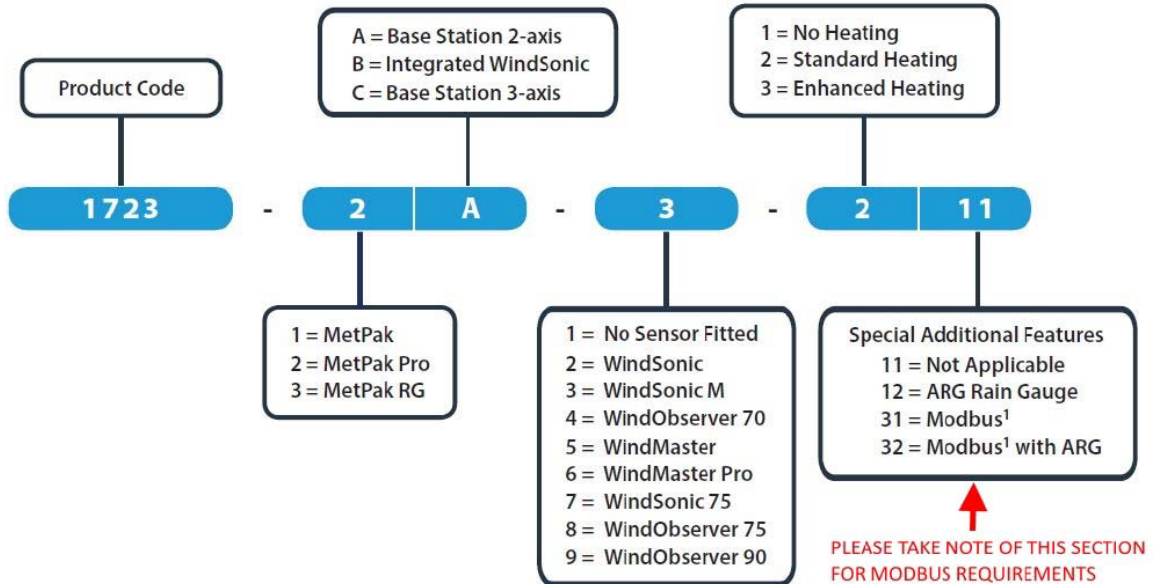 A = Base Station 2-axis
B = Integrated WindSonic
C = Base Station 3-axis
1 = No Heating
2 = Standard Heating
3 = Enhanced Heating
Product Code
1723 - 2 A - 3 - 2 11
1 = MetPak
2 = MetPak Pro
3 = MetPak RG
1 = No Sensor Fitted
2 = WindSonic
3 = WindSonic M
4 = WindObserver 70
5 = WindMaster
6 = WindMaster Pro
7 = WindSonic 75
8 = WindObserver 75
9 = WindObserver 90
Special Additional Features
11 = Not Applicable
12 = ARG Rain Gauge
31 = Modbus¹
32 = Modbus¹ with ARG
PLEASE TAKE NOTE OF THIS SECTION
FOR MODBUS REQUIREMENTS